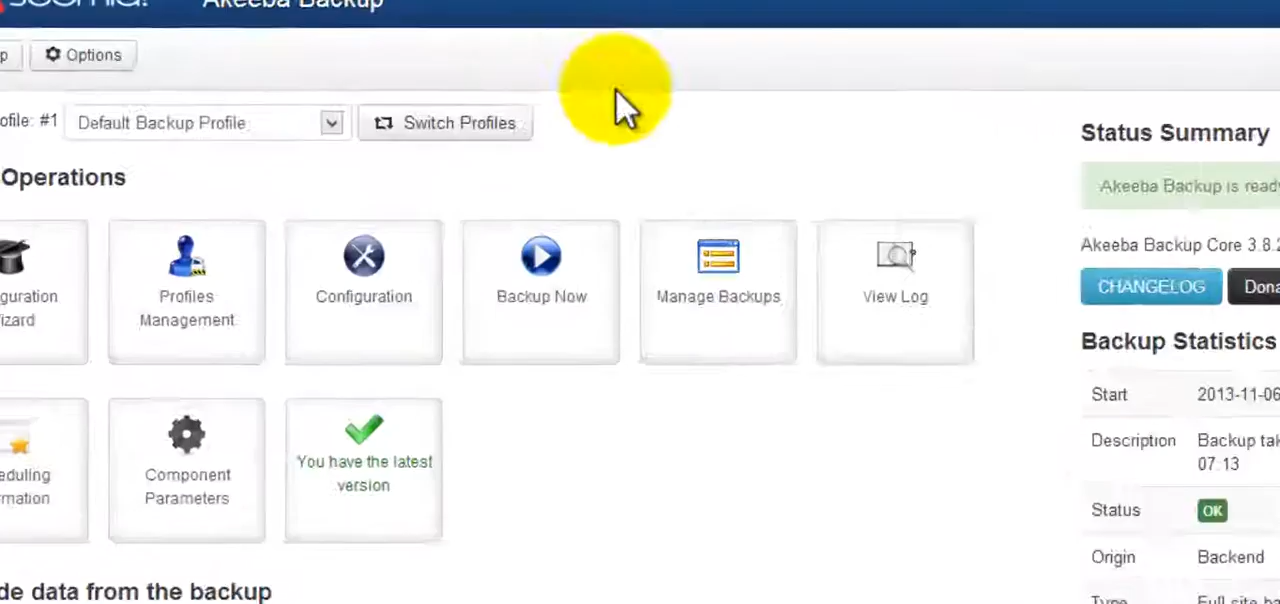 Joomla!
Akeeba Backup
p
Options
ofile: #1
Default Backup Profile
Switch Profiles
Operations
guration
izard
Profiles
Management
Configuration
Backup Now
Manage Backups
View Log
eduling
rmation
Component
Parameters
You have the latest
version
de data from the backup
Status Summary
Akeeba Backup is ready
Akeeba Backup Core 3.8.2
CHANGELOG
Dona
Backup Statistics
Start
2013-11-06
Description
Backup tak
07:13
Status
OK
Origin
Backend
Type
Full site ba